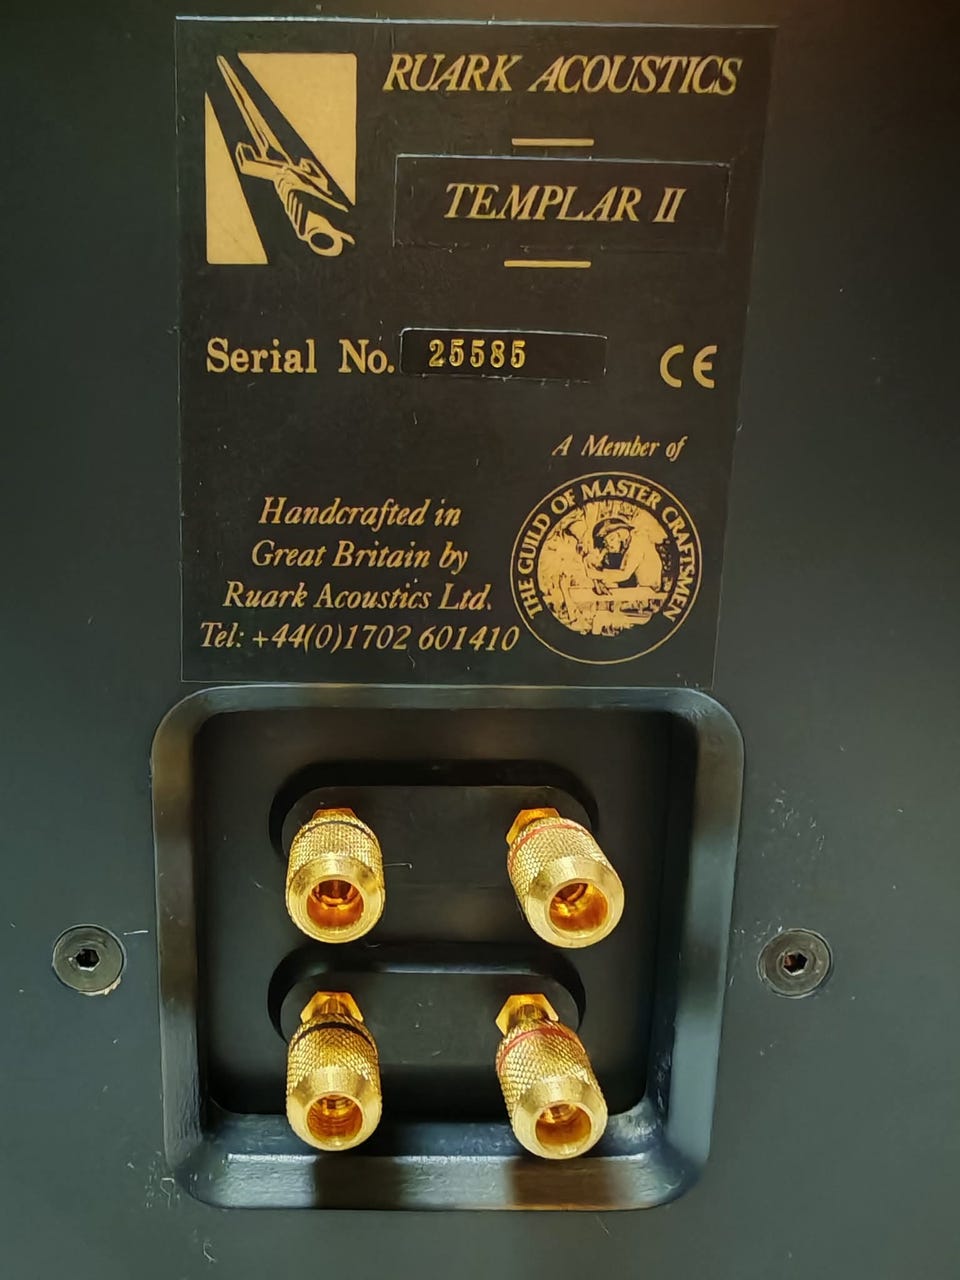 RUARK ACOUSTICS
TEMPLAR II
Serial No. 25585
CE
A Member of
THE GUILD OF MASTER CRAFTSMEN
Handcrafted in
Great Britain by
Ruark Acoustics Ltd.
Tel: +44(0)1702 601410